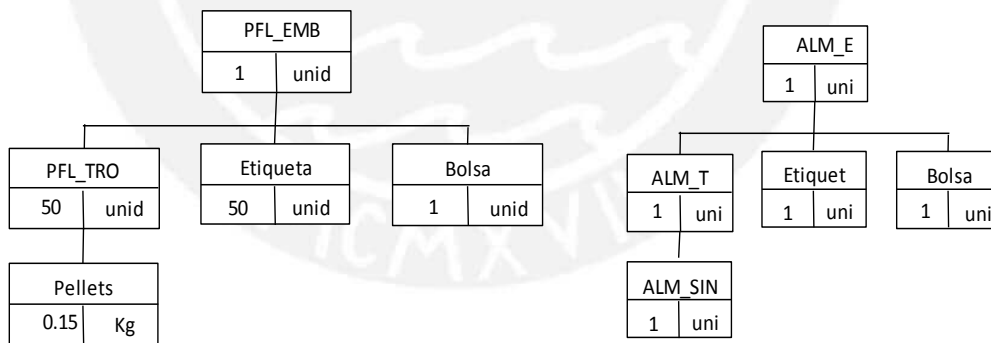 PFL_EMB
1 unid
PFL_TRO
50 unid
Etiqueta
50 unid
Bolsa
1 unid
Pellets
0.15 Kg
ALM_E
1 uni
ALM_T
1 uni
Etiquet
1 uni
Bolsa
1 uni
ALM_SIN
1 uni